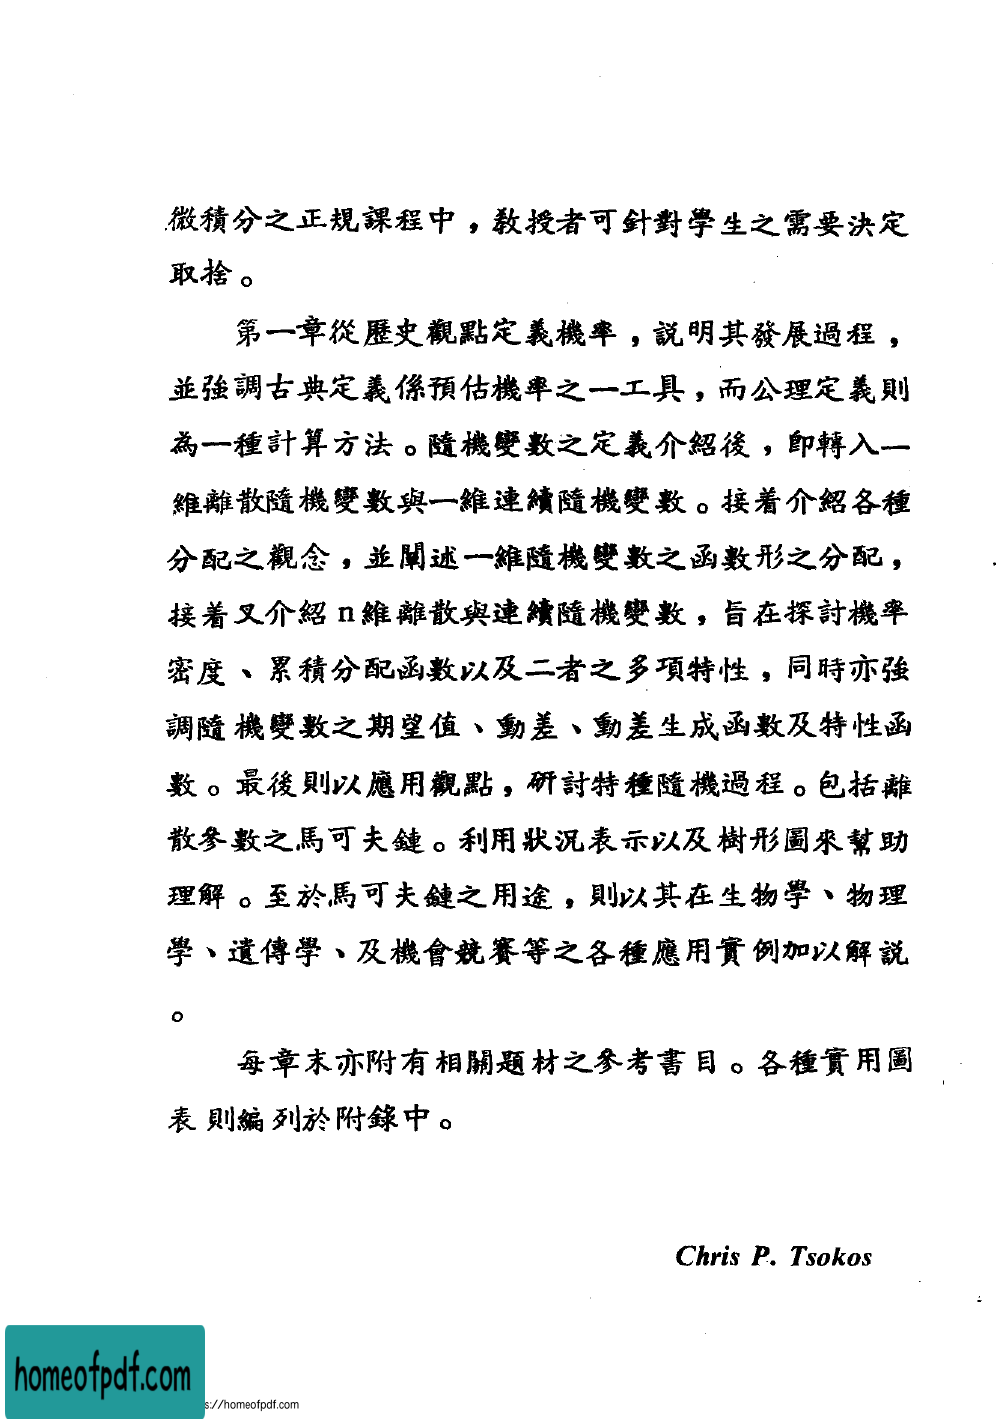 微積分之正規課程中，教授者可針對學生之需要決定
取捨。
第一章從歷史觀點定義機率，説明其發展過程，
並強調古典定義係預估機率之一工具，而公理定義則
為一種計算方法。隨機變數之定義介紹後，即轉入一
維離散隨機變數與一維連續隨機變數。接着介紹各種
分配之觀念，並闡述一維隨機變數之函數形之分配，
接着又介紹n維離散與連續隨機變數，旨在探討機率
密度、累積分配函數以及二者之多項特性，同時亦強
調隨機變數之期望值、動差、動差生成函數及特性函
數。最後則以應用觀點，研討特種隨機過程。包括離
散參數之馬可夫鏈。利用狀況表示以及樹形圖來幫助
理解。至於馬可夫鏈之用途，則以其在生物學、物理
學、遺傳學、及機會競賽等之各種應用實例加以解説
。
每章末亦附有相關題材之參考書目。各種實用圖
表則編列於附錄中。
Chris P. Tsokos
homeofpdf.com
s://homeofpdf.com